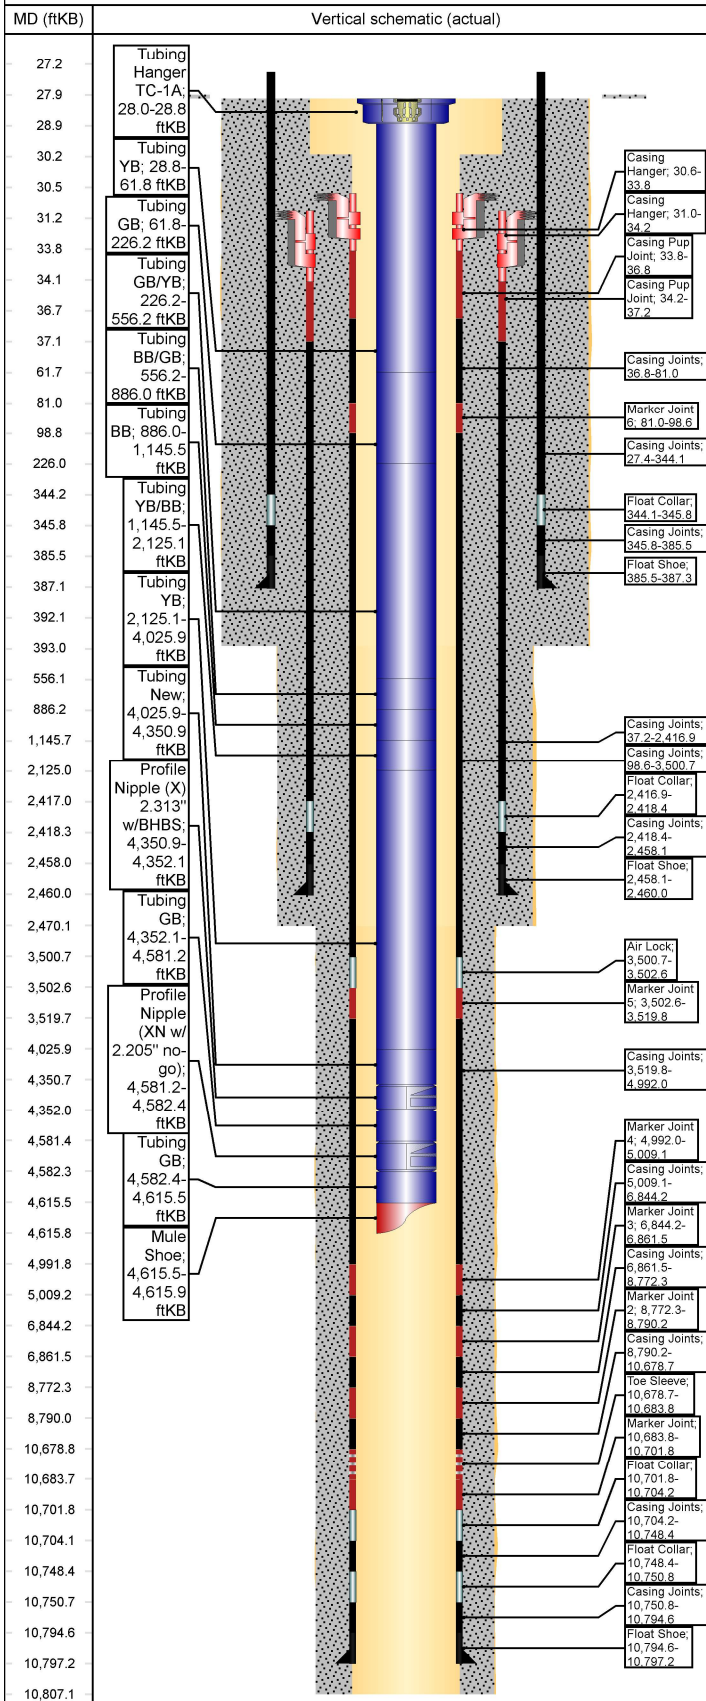 MD (ftKB)
Vertical schematic (actual)
27.2
27.9
28.9
30.2
30.5
31.2
33.8
34.1
36.7
37.1
61.7
81.0
98.8
226.0
344.2
345.8
385.5
387.1
392.1
393.0
556.1
886.2
1,145.7
2,125.0
2,417.0
2,418.3
2,458.0
2,460.0
2,470.1
3,500.7
3,502.6
3,519.7
4,025.9
4,350.7
4,352.0
4,581.4
4,582.3
4,615.5
4,615.8
4,991.8
5,009.2
6,844.2
6,861.5
8,772.3
8,790.0
10,678.8
10,683.7
10,701.8
10,704.1
10,748.4
10,750.7
10,794.6
10,797.2
10,807.1
Tubing
Hanger
TC-1A;
28.0-28.8
ftKB
Tubing
YB; 28.8-
61.8 ftKB
Tubing
GB; 61.8-
226.2 ftKB
Tubing
GB/YB;
226.2-
556.2 ftKB
Tubing
BB/GB;
556.2-
886.0 ftKB
Tubing
BB; 886.0-
1,145.5
ftKB
Tubing
YB/BB;
1,145.5-
2,125.1
ftKB
Tubing
YB;
2,125.1-
4,025.9
ftKB
Tubing
New;
4,025.9-
4,350.9
ftKB
Profile
Nipple (X)
2.313"
w/BHBS;
4,350.9-
4,352.1
ftKB
Tubing
GB;
4,352.1-
4,581.2
ftKB
Profile
Nipple
(XN w/
2.205" no-
go);
4,581.2-
4,582.4
ftKB
Tubing
GB;
4,582.4-
4,615.5
ftKB
Mule
Shoe;
4,615.5-
4,615.9
ftKB
Casing
Hanger; 30.6-
33.8
Casing
Hanger; 31.0-
34.2
Casing Pup
Joint; 33.8-
36.8
Casing Pup
Joint; 34.2-
37.2
Casing Joints;
36.8-81.0
Marker Joint
6; 81.0-98.6
Casing Joints;
27.4-344.1
Float Collar;
344.1-345.8
Casing Joints;
345.8-385.5
Float Shoe;
385.5-387.3
Casing Joints;
37.2-2,416.9
Casing Joints;
98.6-3,500.7
Float Collar;
2,416.9-
2,418.4
Casing Joints;
2,418.4-
2,458.1
Float Shoe;
2,458.1-
2,460.0
Air Lock;
3,500.7-
3,502.6
Marker Joint
5; 3,502.6-
3,519.8
Casing Joints;
3,519.8-
4,992.0
Marker Joint
4; 4,992.0-
5,009.1
Casing Joints;
5,009.1-
6,844.2
Marker Joint
3; 6,844.2-
6,861.5
Casing Joints;
6,861.5-
8,772.3
Marker Joint
2; 8,772.3-
8,790.2
Casing Joints;
8,790.2-
10,678.7
Toe Sleeve;
10,678.7-
10,683.8
Marker Joint;
10,683.8-
10,701.8
Float Collar;
10,701.8-
10,704.2
Casing Joints;
10,704.2-
10,748.4
Float Collar;
10,748.4-
10,750.8
Casing Joints;
10,750.8-
10,794.6
Float Shoe;
10,794.6-
10,797.2